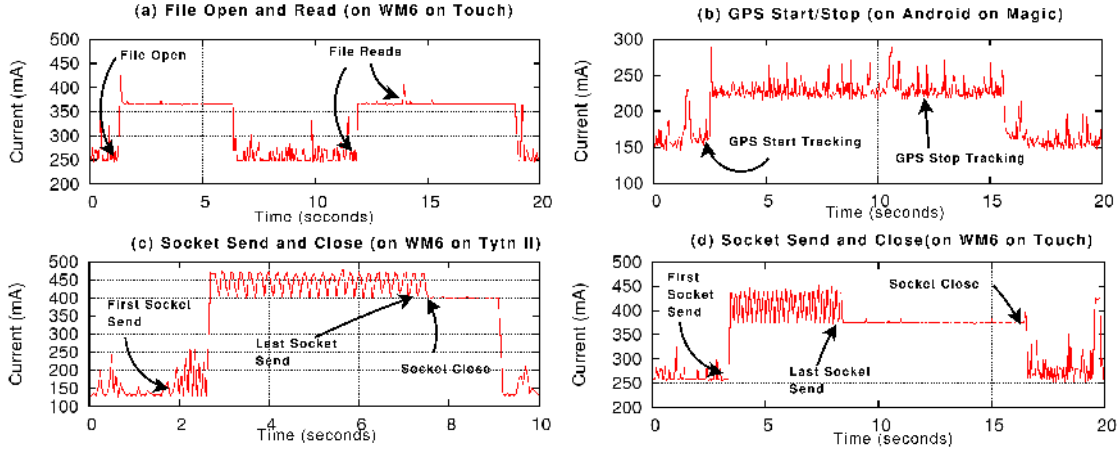 (a) File Open and Read (on WM6 on Touch)
500
450
400
350
300
250
200
Current (mA)
File Open
File Reads
0 5 10 15 20
Time (seconds)
(b) GPS Start/Stop (on Android on Magic)
300
250
200
150
100
Current (mA)
GPS Start Tracking
GPS Stop Tracking
0 5 10 15 20
Time (seconds)
(c) Socket Send and Close (on WM6 on Tytn II)
500
450
400
350
300
250
200
150
100
Current (mA)
First Socket
Send
Last Socket
Send
Socket Close
0 2 4 6 8 10
Time (seconds)
(d) Socket Send and Close(on WM6 on Touch)
500
450
400
350
300
250
200
Current (mA)
First
Socket
Send
Socket Close
Last Socket
Send
0 5 10 15 20
Time (seconds)